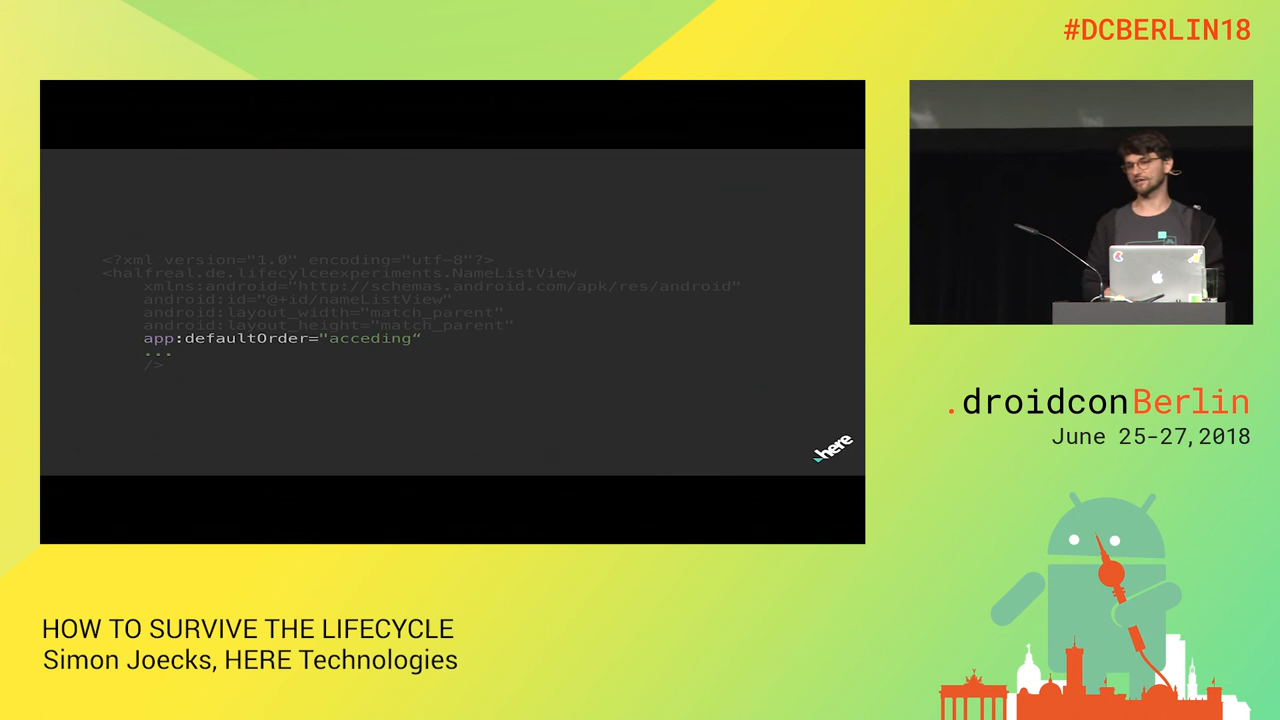 #DCBERLIN18
<?xml version="1.0" encoding="utf-8"?>
<halfreal.de.lifecylceexperiments.NameListView
xmlns:android="http://schemas.android.com/apk/res/android"
android:id="@+id/nameListView"
android:layout_width="match_parent"
android:layout_height="match_parent"
app:defaultOrder="acceding“
...
/>
here
.droidconBerlin
June 25-27,2018
HOW TO SURVIVE THE LIFECYCLE
Simon Joecks, HERE Technologies